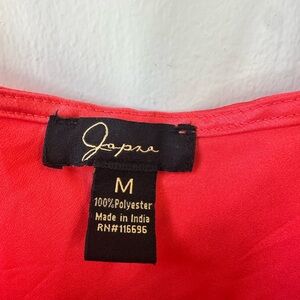 Japna
M
100%Polyester
Made in India
RN#116696